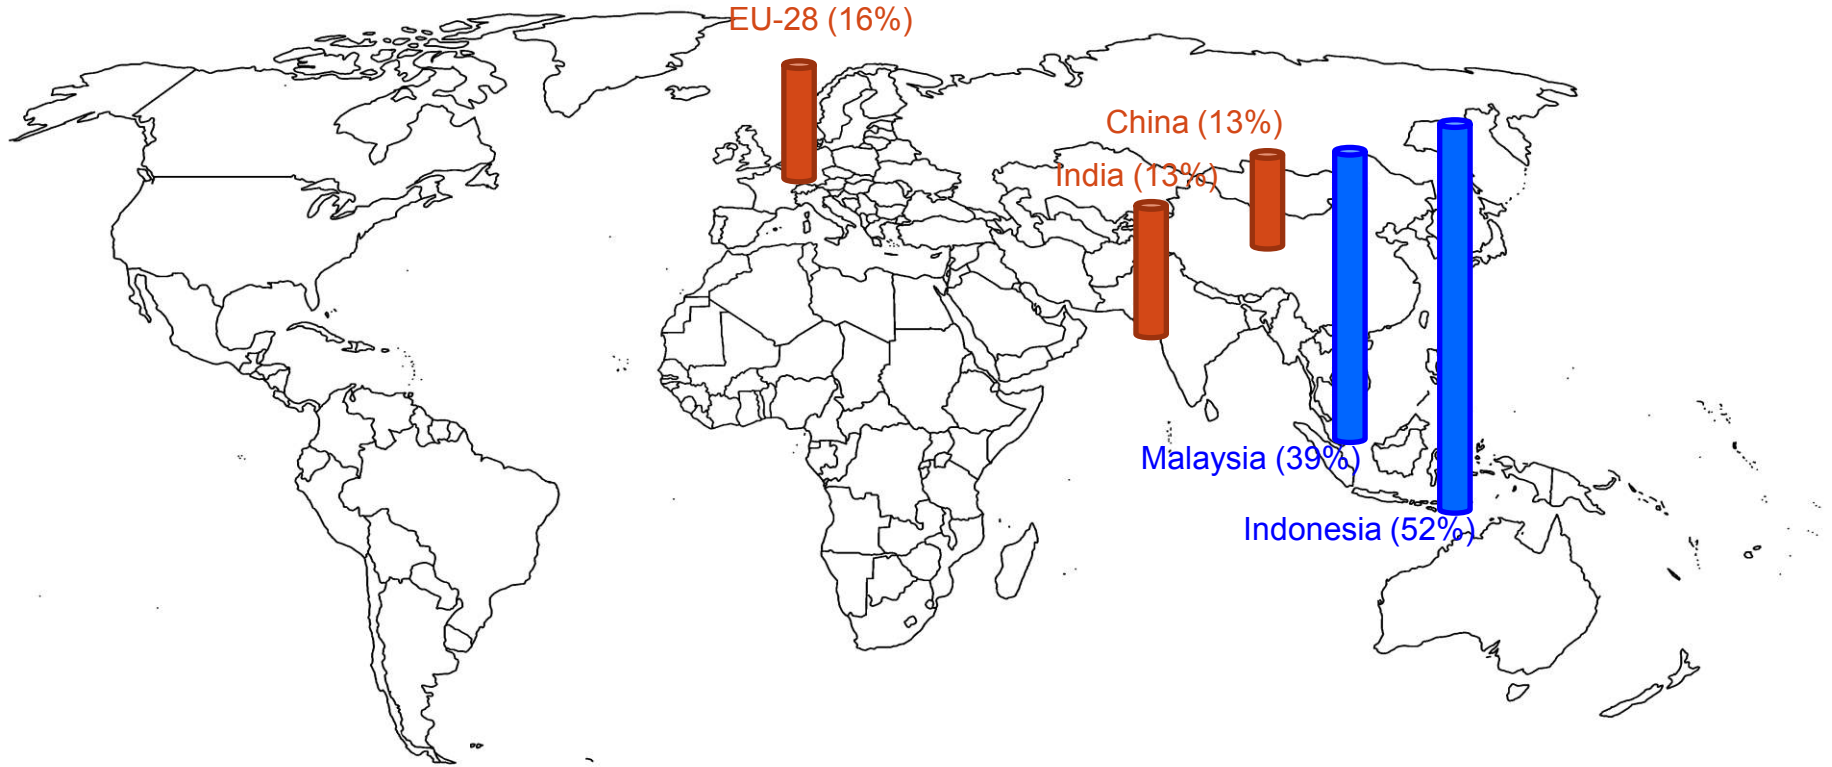 EU-28 (16%)
China (13%)
India (13%)
Malaysia (39%)
Indonesia (52%)